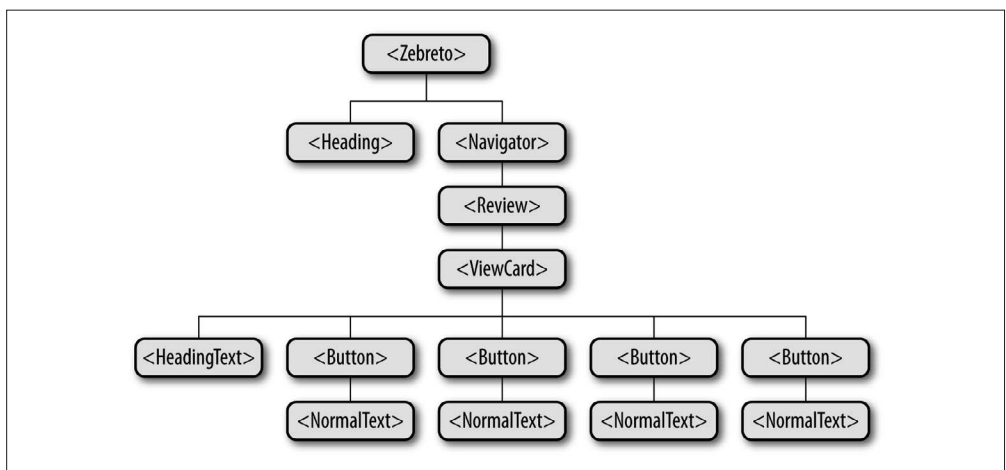 <Zebreto>
<Heading> <Navigator>
<Review>
<ViewCard>
<HeadingText> <Button> <Button> <Button> <Button>
<NormalText> <NormalText> <NormalText> <NormalText>